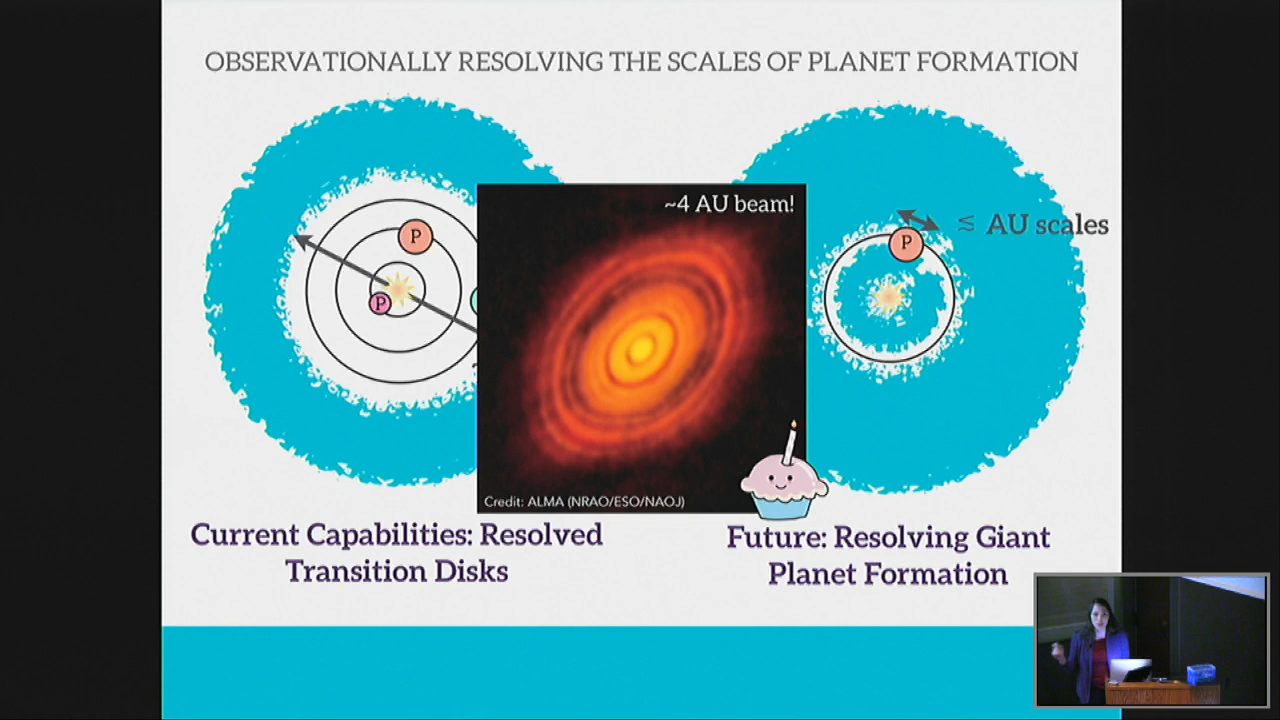 OBSERVATIONALLY RESOLVING THE SCALES OF PLANET FORMATION
~4 AU beam!
P
P
P
≲ AU scales
Credit: ALMA (NRAO/ESO/NAOJ)
Current Capabilities: Resolved
Transition Disks
Future: Resolving Giant
Planet Formation